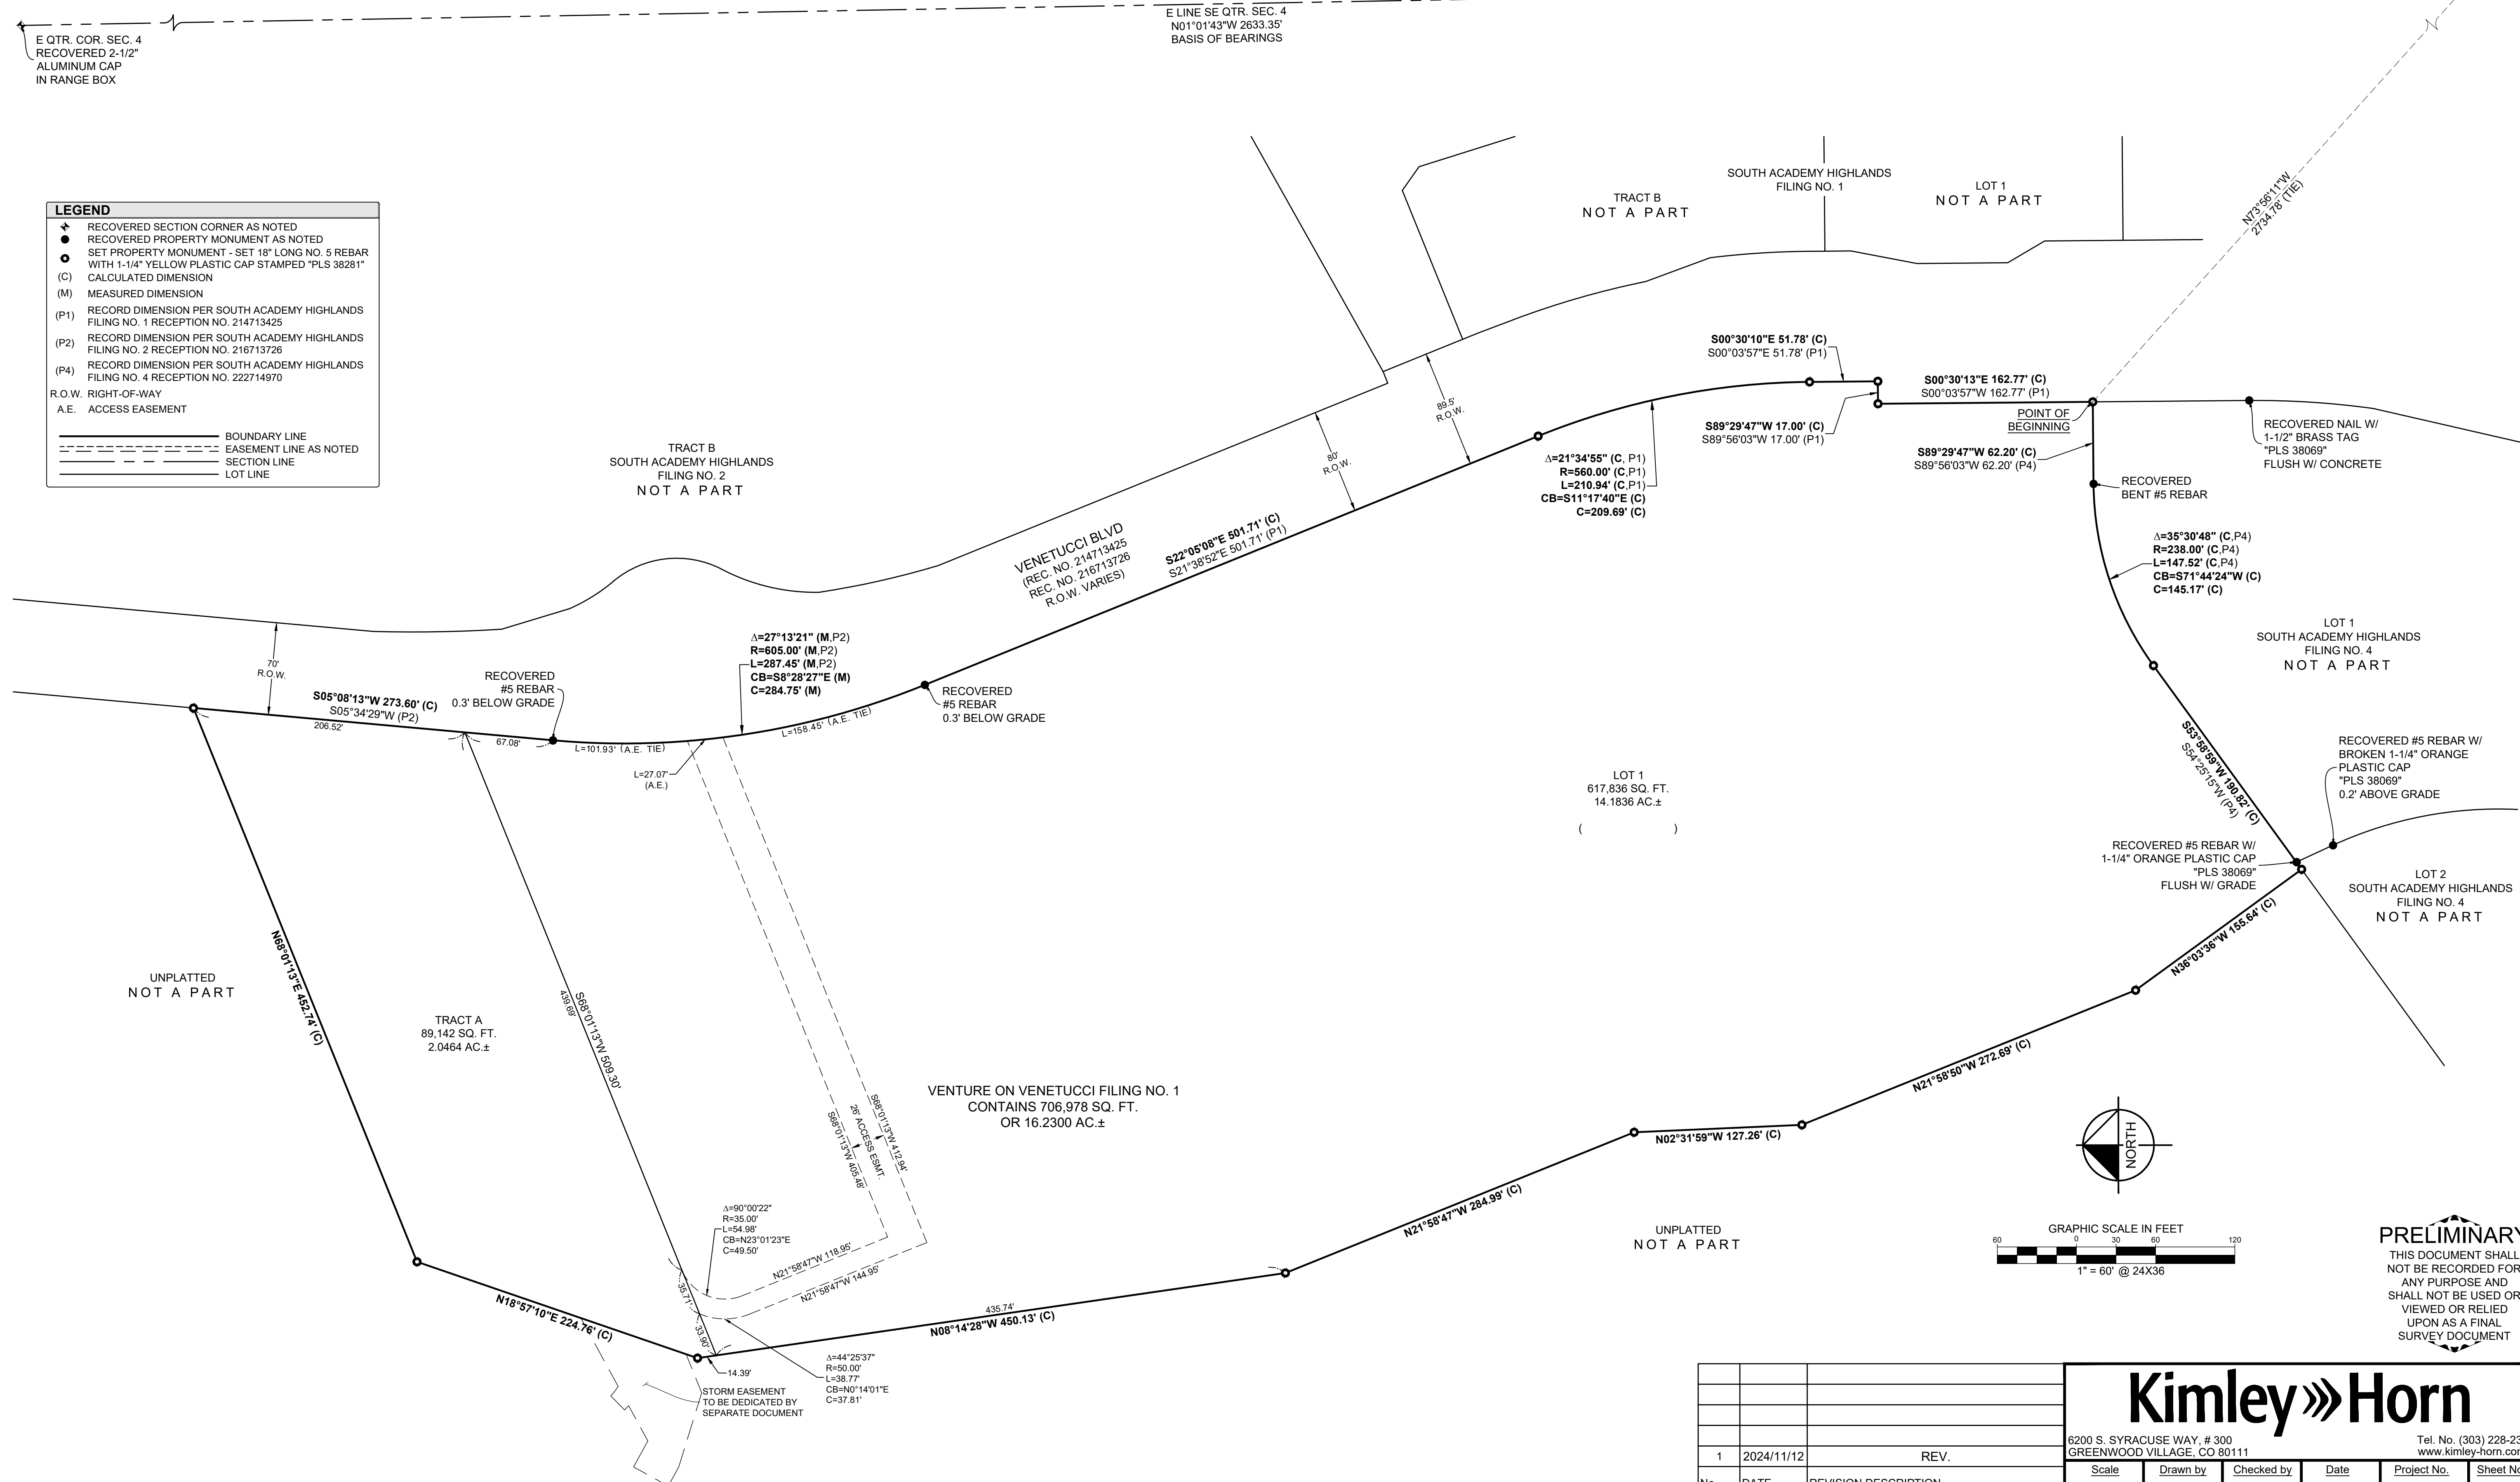 E QTR. COR. SEC. 4
RECOVERED 2-1/2"
ALUMINUM CAP
IN RANGE BOX
E LINE SE QTR. SEC. 4
N01°01'43"W 2633.35'
BASIS OF BEARINGS
N73°56'11"W
2734.78' (TIE)
LEGEND
RECOVERED SECTION CORNER AS NOTED
RECOVERED PROPERTY MONUMENT AS NOTED
SET PROPERTY MONUMENT - SET 18" LONG NO. 5 REBAR
WITH 1-1/4" YELLOW PLASTIC CAP STAMPED "PLS 38281"
(C) CALCULATED DIMENSION
(M) MEASURED DIMENSION
(P1) RECORD DIMENSION PER SOUTH ACADEMY HIGHLANDS
FILING NO. 1 RECEPTION NO. 214713425
(P2) RECORD DIMENSION PER SOUTH ACADEMY HIGHLANDS
FILING NO. 2 RECEPTION NO. 216713726
(P4) RECORD DIMENSION PER SOUTH ACADEMY HIGHLANDS
FILING NO. 4 RECEPTION NO. 222714970
R.O.W. RIGHT-OF-WAY
A.E. ACCESS EASEMENT
BOUNDARY LINE
EASEMENT LINE AS NOTED
SECTION LINE
LOT LINE
TRACT B
NOT A PART
SOUTH ACADEMY HIGHLANDS
FILING NO. 1
LOT 1
NOT A PART
TRACT B
SOUTH ACADEMY HIGHLANDS
FILING NO. 2
NOT A PART
89.5'
R.O.W.
80'
R.O.W.
S00°30'10"E 51.78' (C)
S00°03'57"E 51.78' (P1)
S00°30'13"E 162.77' (C)
S00°03'57"W 162.77' (P1)
POINT OF
BEGINNING
S89°29'47"W 17.00' (C)
S89°56'03"W 17.00' (P1)
S89°29'47"W 62.20' (C)
S89°56'03"W 62.20' (P4)
RECOVERED NAIL W/
1-1/2" BRASS TAG
"PLS 38069"
FLUSH W/ CONCRETE
RECOVERED
BENT #5 REBAR
Δ=21°34'55" (C, P1)
R=560.00' (C,P1)
L=210.94' (C,P1)
CB=S11°17'40"E (C)
C=209.69' (C)
VENETUCCI BLVD
(REC. NO. 214713425
REC. NO. 216713726
R.O.W. VARIES)
S22°05'08"E 501.71' (C)
S21°38'52"E 501.71' (P1)
Δ=35°30'48" (C,P4)
R=238.00' (C,P4)
L=147.52' (C,P4)
CB=S71°44'24"W (C)
C=145.17' (C)
LOT 1
SOUTH ACADEMY HIGHLANDS
FILING NO. 4
NOT A PART
70'
R.O.W.
S05°08'13"W 273.60' (C)
S05°34'29"W (P2)
206.52'
67.08'
RECOVERED
#5 REBAR
0.3' BELOW GRADE
Δ=27°13'21" (M,P2)
R=605.00' (M,P2)
L=287.45' (M,P2)
CB=S8°28'27"E (M)
C=284.75' (M)
L=101.93' (A.E. TIE)
L=158.45' (A.E. TIE)
L=27.07'
(A.E.)
RECOVERED
#5 REBAR
0.3' BELOW GRADE
LOT 1
617,836 SQ. FT.
14.1836 AC.±
( )
S53°58'59"W 190.82' (C)
S54°25'15"W (P4)
RECOVERED #5 REBAR W/
BROKEN 1-1/4" ORANGE
PLASTIC CAP
"PLS 38069"
0.2' ABOVE GRADE
RECOVERED #5 REBAR W/
1-1/4" ORANGE PLASTIC CAP
"PLS 38069"
FLUSH W/ GRADE
LOT 2
SOUTH ACADEMY HIGHLANDS
FILING NO. 4
NOT A PART
N36°03'36"W 155.64' (C)
UNPLATTED
NOT A PART
N68°01'13"E 452.74' (C)
TRACT A
89,142 SQ. FT.
2.0464 AC.±
S68°01'13"W 509.30'
439.69'
S68°01'13"W 412.94'
26' ACCESS ESMT.
S68°01'13"W 405.48'
VENTURE ON VENETUCCI FILING NO. 1
CONTAINS 706,978 SQ. FT.
OR 16.2300 AC.±
N21°58'50"W 272.69' (C)
N02°31'59"W 127.26' (C)
N21°58'47"W 284.99' (C)
UNPLATTED
NOT A PART
Δ=90°00'22"
R=35.00'
L=54.98'
CB=N23°01'23"E
C=49.50'
N21°58'47"W 118.95'
N21°58'47"W 144.95'
35.71'
33.90'
N18°57'10"E 224.76' (C)
435.74'
N08°14'28"W 450.13' (C)
14.39'
STORM EASEMENT
TO BE DEDICATED BY
SEPARATE DOCUMENT
Δ=44°25'37"
R=50.00'
L=38.77'
CB=N0°14'01"E
C=37.81'
NORTH
GRAPHIC SCALE IN FEET
60 0 30 60 120
1" = 60' @ 24X36
PRELIMINARY
THIS DOCUMENT SHALL
NOT BE RECORDED FOR
ANY PURPOSE AND
SHALL NOT BE USED OR
VIEWED OR RELIED
UPON AS A FINAL
SURVEY DOCUMENT
1 2024/11/12 REV.
No. DATE REVISION DESCRIPTION
Kimley Horn
6200 S. SYRACUSE WAY, # 300
GREENWOOD VILLAGE, CO 80111
Tel. No. (303) 228-23
www.kimley-horn.com
Scale Drawn by Checked by Date Project No. Sheet No.